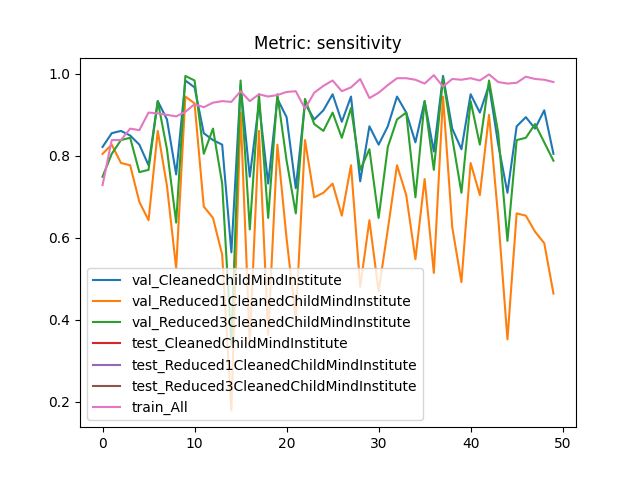 Metric: sensitivity
1.0
0.8
0.6
0.4
0.2
val_CleanedChildMindInstitute
val_Reduced1CleanedChildMindInstitute
val_Reduced3CleanedChildMindInstitute
test_CleanedChildMindInstitute
test_Reduced1CleanedChildMindInstitute
test_Reduced3CleanedChildMindInstitute
train_All
0 10 20 30 40 50